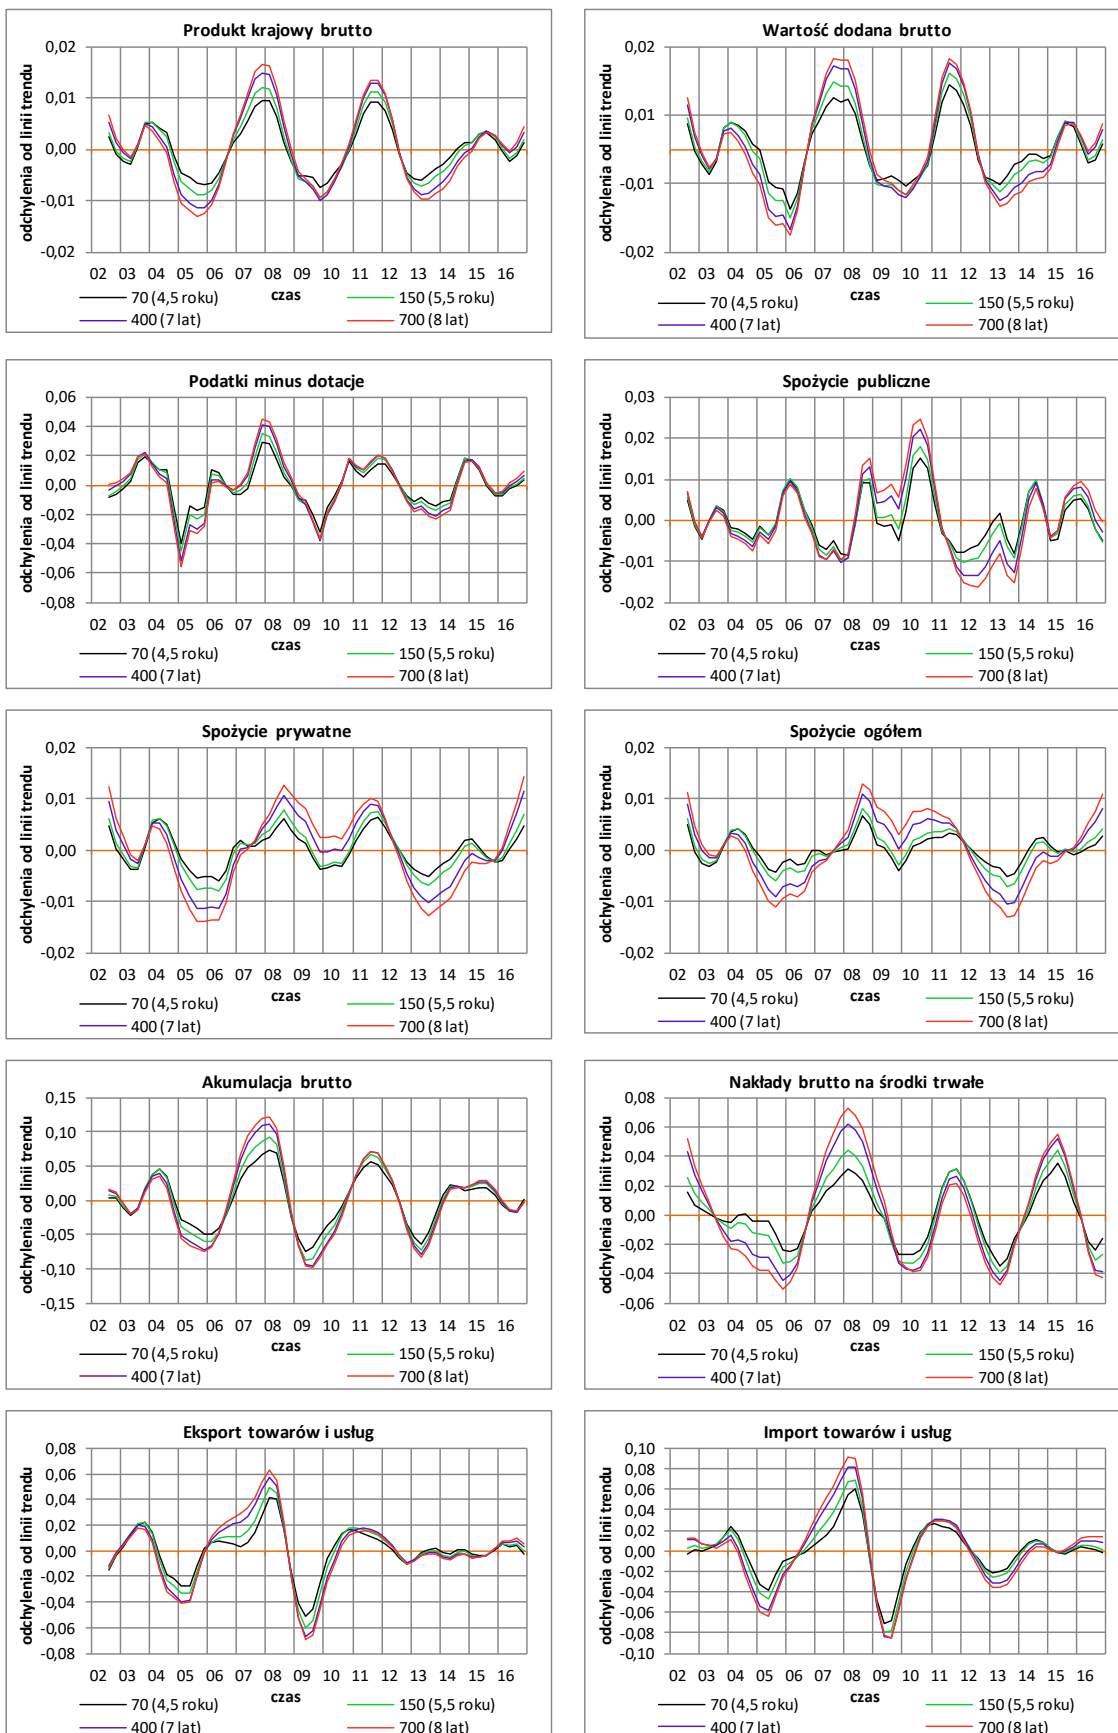 Produkt krajowy brutto
odchylenia od linii trendu
0,02
0,01
0,00
-0,01
-0,02
02 03 04 05 06 07 08 09 10 11 12 13 14 15 16
czas
70 (4,5 roku)
150 (5,5 roku)
400 (7 lat)
700 (8 lat)
Wartość dodana brutto
odchylenia od linii trendu
0,02
0,01
0,00
-0,01
-0,02
02 03 04 05 06 07 08 09 10 11 12 13 14 15 16
czas
70 (4,5 roku)
150 (5,5 roku)
400 (7 lat)
700 (8 lat)
Podatki minus dotacje
odchylenia od linii trendu
0,06
0,04
0,02
0,00
-0,02
-0,04
-0,06
-0,08
02 03 04 05 06 07 08 09 10 11 12 13 14 15 16
czas
70 (4,5 roku)
150 (5,5 roku)
400 (7 lat)
700 (8 lat)
Spożycie publiczne
odchylenia od linii trendu
0,03
0,02
0,01
0,00
-0,01
-0,02
02 03 04 05 06 07 08 09 10 11 12 13 14 15 16
czas
70 (4,5 roku)
150 (5,5 roku)
400 (7 lat)
700 (8 lat)
Spożycie prywatne
odchylenia od linii trendu
0,02
0,01
0,00
-0,01
-0,02
02 03 04 05 06 07 08 09 10 11 12 13 14 15 16
czas
70 (4,5 roku)
150 (5,5 roku)
400 (7 lat)
700 (8 lat)
Spożycie ogółem
odchylenia od linii trendu
0,02
0,01
0,00
-0,01
-0,02
02 03 04 05 06 07 08 09 10 11 12 13 14 15 16
czas
70 (4,5 roku)
150 (5,5 roku)
400 (7 lat)
700 (8 lat)
Akumulacja brutto
odchylenia od linii trendu
0,15
0,10
0,05
0,00
-0,05
-0,10
-0,15
02 03 04 05 06 07 08 09 10 11 12 13 14 15 16
czas
70 (4,5 roku)
150 (5,5 roku)
400 (7 lat)
700 (8 lat)
Nakłady brutto na środki trwałe
odchylenia od linii trendu
0,08
0,06
0,04
0,02
0,00
-0,02
-0,04
-0,06
02 03 04 05 06 07 08 09 10 11 12 13 14 15 16
czas
70 (4,5 roku)
150 (5,5 roku)
400 (7 lat)
700 (8 lat)
Eksport towarów i usług
odchylenia od linii trendu
0,08
0,06
0,04
0,02
0,00
-0,02
-0,04
-0,06
-0,08
02 03 04 05 06 07 08 09 10 11 12 13 14 15 16
czas
70 (4,5 roku)
150 (5,5 roku)
400 (7 lat)
700 (8 lat)
Import towarów i usług
odchylenia od linii trendu
0,10
0,08
0,06
0,04
0,02
0,00
-0,02
-0,04
-0,06
-0,08
-0,10
02 03 04 05 06 07 08 09 10 11 12 13 14 15 16
czas
70 (4,5 roku)
150 (5,5 roku)
400 (7 lat)
700 (8 lat)